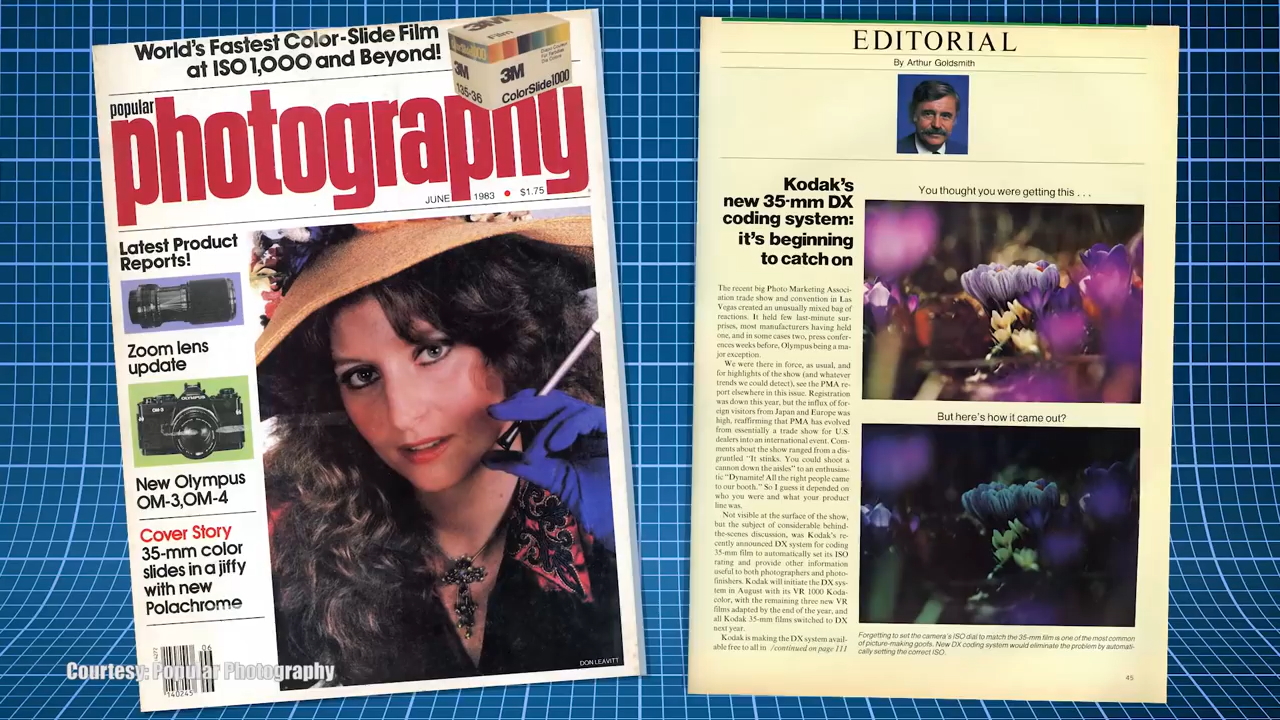 World's Fastest Color-Slide Film
at ISO 1,000 and Beyond!
3M
Film
3M
3M
135-36
ColorSlide1000
popular
photography
JUNE 1983 • $1.75
Latest Product
Reports!
Zoom lens
update
OLYMPUS
OM-3
New Olympus
OM-3,OM-4
Cover Story
35-mm color
slides in a jiffy
with new
Polachrome
06
DON LEAVITT
Courtesy: Popular Photography
EDITORIAL
By Arthur Goldsmith
Kodak's
new 35-mm DX
coding system:
it's beginning
to catch on
The recent big Photo Marketing Associ-
ation trade show and convention in Las
Vegas created an unusually mixed bag of
reactions. It held few last-minute sur-
prises, most manufacturers having held
one, and in some cases two, press confer-
ences weeks before, Olympus being a ma-
jor exception.
We were there in force, as usual, and
for highlights of the show (and whatever
trends we could detect), see the PMA re-
port elsewhere in this issue. Registration
was down this year, but the influx of for-
eign visitors from Japan and Europe was
high, reaffirming that PMA has evolved
from essentially a trade show for U.S.
dealers into an international event. Com-
ments about the show ranged from a dis-
gruntled "It stinks. You could shoot a
cannon down the aisles" to an enthusias-
tic "Dynamite! All the right people came
to our booth." So I guess it depended on
who you were and what your product
line was.
Not visible at the surface of the show,
but the subject of considerable behind-
the-scenes discussion, was Kodak's re-
cently announced DX system for coding
35-mm film to automatically set its ISO
rating and provide other information
useful to both photographers and photo-
finishers. Kodak will initiate the DX sys-
tem in August with its VR 1000 Koda-
color, with the remaining three new VR
films adapted by the end of the year, and
all Kodak 35-mm films switched to DX
next year.
Kodak is making the DX system avail-
able free to all in /continued on page 111
You thought you were getting this . . .
But here's how it came out?
Forgetting to set the camera's ISO dial to match the 35-mm film is one of the most common
of picture-making goofs. New DX coding system would eliminate the problem by automati-
cally setting the correct ISO.
45